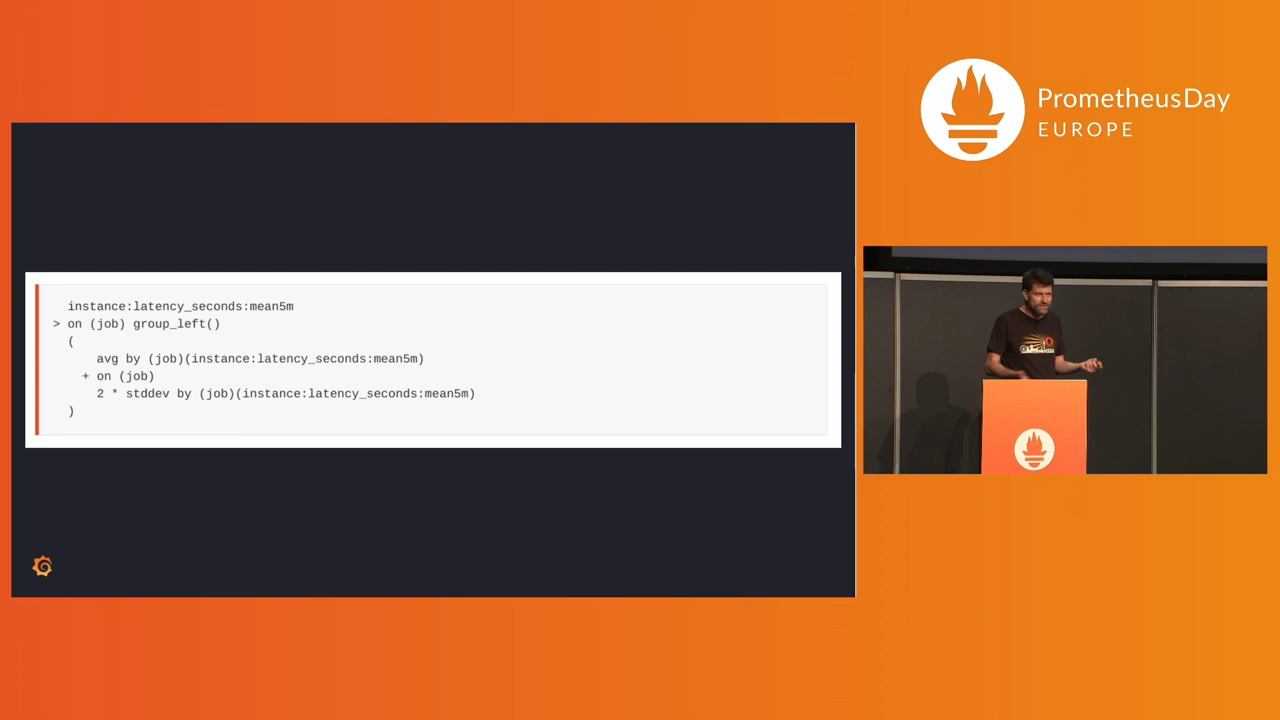 PrometheusDay
EUROPE
instance:latency_seconds:mean5m
> on (job) group_left()
(
avg by (job)(instance:latency_seconds:mean5m)
+ on (job)
2 * stddev by (job)(instance:latency_seconds:mean5m)
)